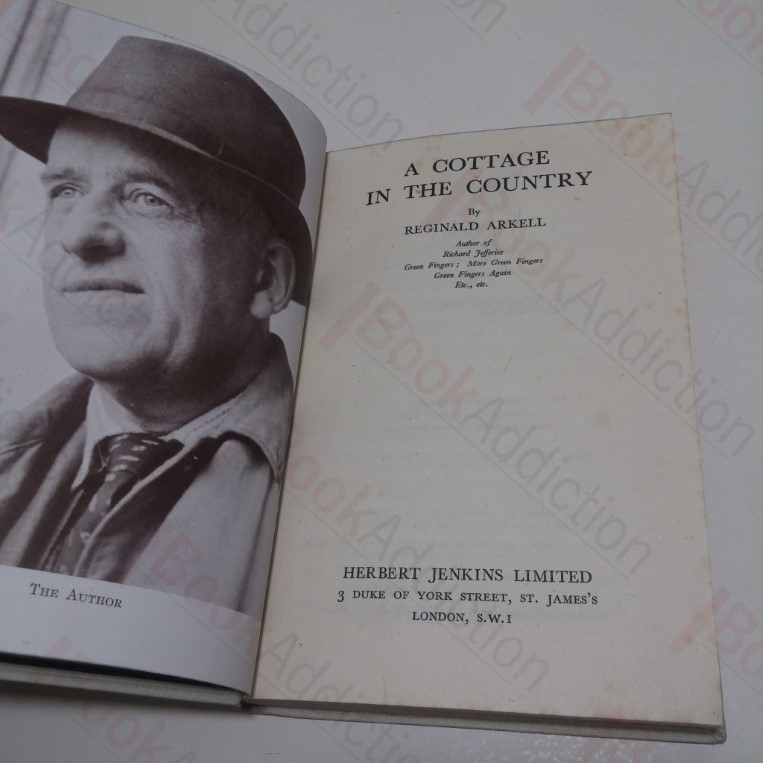 THE AUTHOR
A COTTAGE
IN THE COUNTRY
By
REGINALD ARKELL
Author of
Richard Jefferies
Green Fingers ; More Green Fingers
Green Fingers Again
Etc., etc.
HERBERT JENKINS LIMITED
3 DUKE OF YORK STREET, ST. JAMES'S
LONDON, S.W.1
BookAddiction